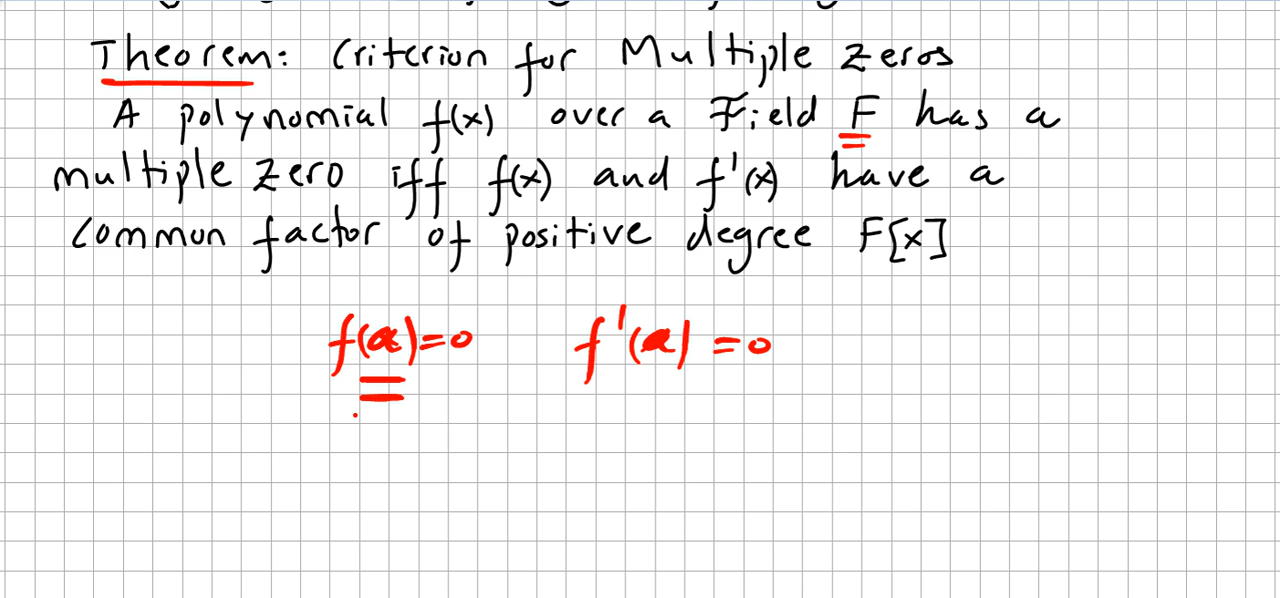 Theorem: Criterion for Multiple Zeros
A polynomial f(x) over a Field F has a
multiple zero iff f(x) and f'(x) have a
common factor of positive degree F[x]
f(a)=0 f'(a)=0